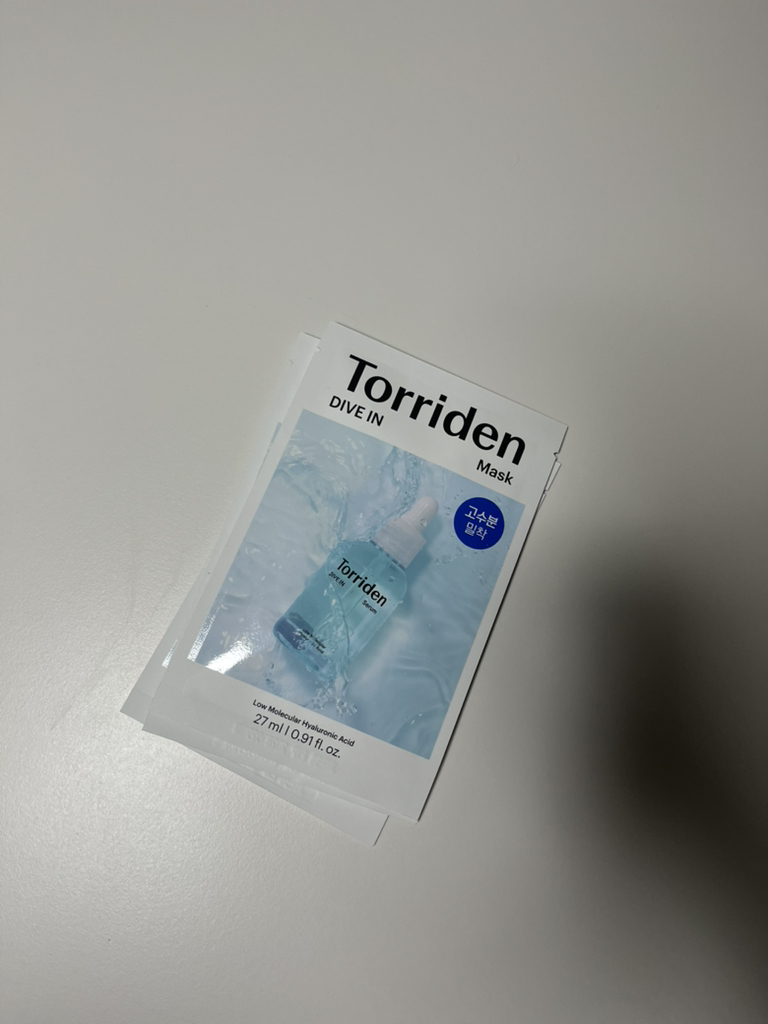 Torriden
DIVE IN
Mask
고수분
밀착
Torriden
DIVE IN
Serum
Low Molecular Hyaluronic Acid
27 ml | 0.91 fl. oz.